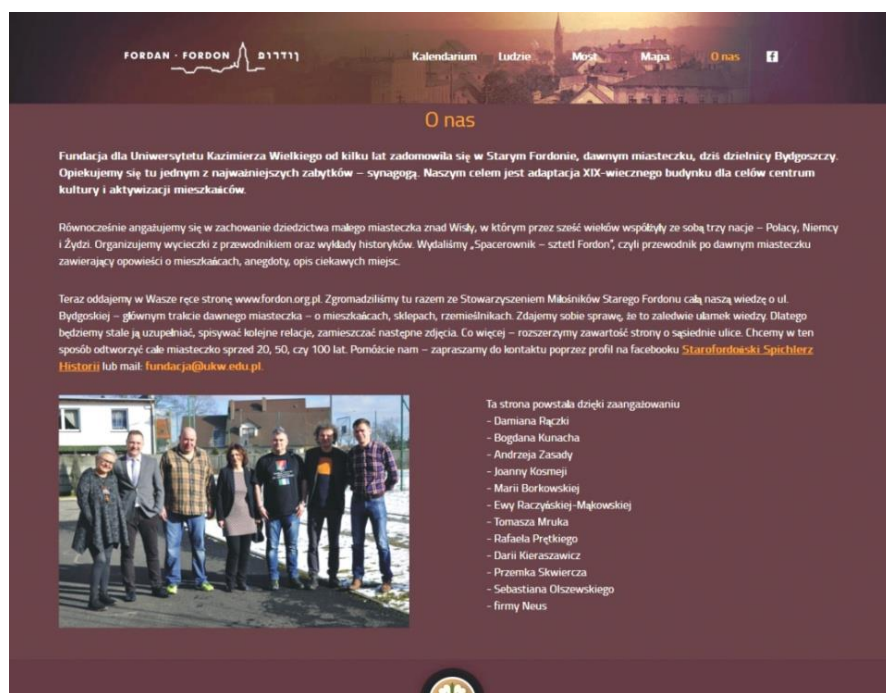 FORDAN · FORDON פורדון
Kalendarium Ludzie Most Mapa O nas f
O nas
Fundacja dla Uniwersytetu Kazimierza Wielkiego od kilku lat zadomowiła się w Starym Fordonie, dawnym miasteczku, dziś dzielnicy Bydgoszczy.
Opiekujemy się tu jednym z najważniejszych zabytków – synagogą. Naszym celem jest adaptacja XIX-wiecznego budynku dla celów centrum
kultury i aktywizacji mieszkańców.
Równocześnie angażujemy się w zachowanie dziedzictwa małego miasteczka znad Wisły, w którym przez sześć wieków współżyły ze sobą trzy nacje – Polacy, Niemcy
i Żydzi. Organizujemy wycieczki z przewodnikiem oraz wykłady historyków. Wydaliśmy „Spacerownik – sztetl Fordon”, czyli przewodnik po dawnym miasteczku
zawierający opowieści o mieszkańcach, anegdoty, opis ciekawych miejsc.
Teraz oddajemy w Wasze ręce stronę www.fordon.org.pl. Zgromadziliśmy tu razem ze Stowarzyszeniem Miłośników Starego Fordonu całą naszą wiedzę o ul.
Bydgoskiej – głównym trakcie dawnego miasteczka – o mieszkańcach, sklepach, rzemieślnikach. Zdajemy sobie sprawę, że to zaledwie ułamek wiedzy. Dlatego
będziemy stale ją uzupełniać, spisywać kolejne relacje, zamieszczać następne zdjęcia. Co więcej – rozszerzymy zawartość strony o sąsiednie ulice. Chcemy w ten
sposób odtworzyć całe miasteczko sprzed 20, 50, czy 100 lat. Pomóżcie nam – zapraszamy do kontaktu poprzez profil na facebooku Starofordoński Spichlerz
Historii lub mail: fundacja@ukw.edu.pl.
Ta strona powstała dzięki zaangażowaniu
- Damiana Rączki
- Bogdana Kunacha
- Andrzeja Zasady
- Joanny Kosmeji
- Marii Borkowskiej
- Ewy Raczyńskiej-Mąkowskiej
- Tomasza Mruka
- Rafaela Prętkiego
- Darii Kieraszawicz
- Przemka Skwiercza
- Sebastiana Olszewskiego
- firmy Neus